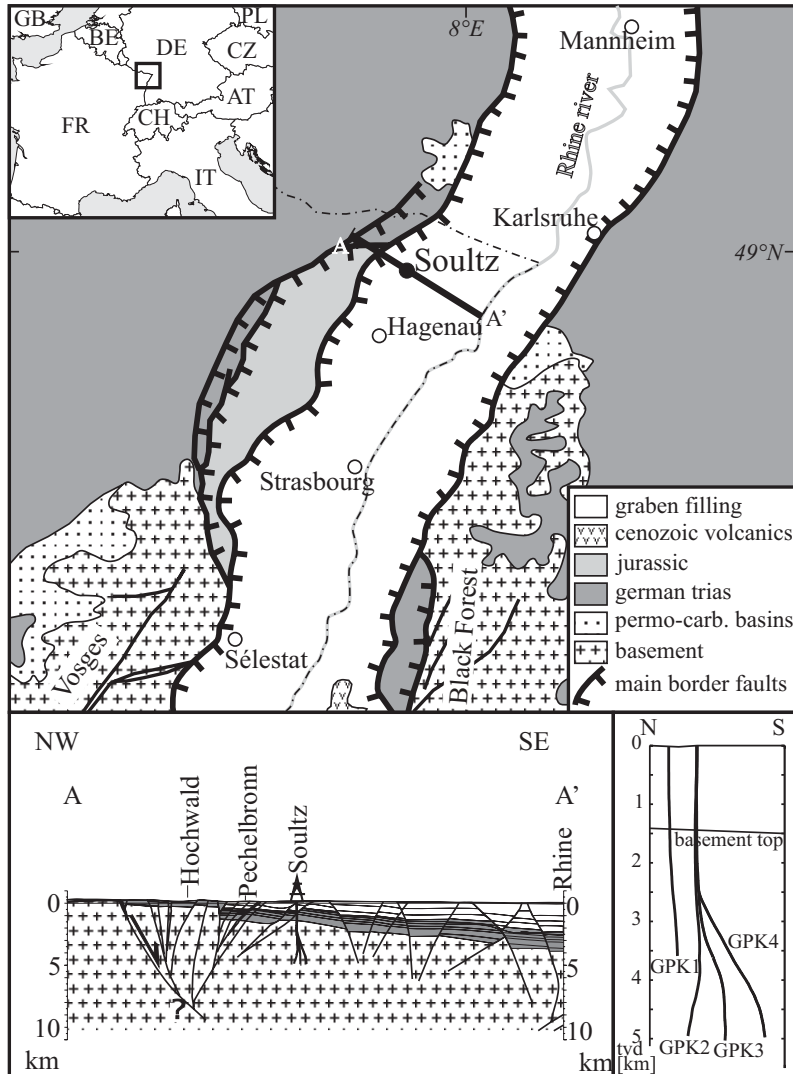 GB
PL
BE
DE
CZ
FR
AT
CH
IT
8°E
Mannheim
Rhine river
Karlsruhe
49°N
A
Soultz
A'
Hagenau
Strasbourg
Sélestat
Vosges
Black Forest
graben filling
cenozoic volcanics
jurassic
german trias
permo-carb. basins
basement
main border faults
NW
SE
A
A'
Hochwald
Pechelbronn
Soultz
Rhine
0
5
10
km
?
0
5
10
km
N
S
0
1
basement top
2
3
GPK4
GPK1
4
GPK2
GPK3
5
tvd
[km]